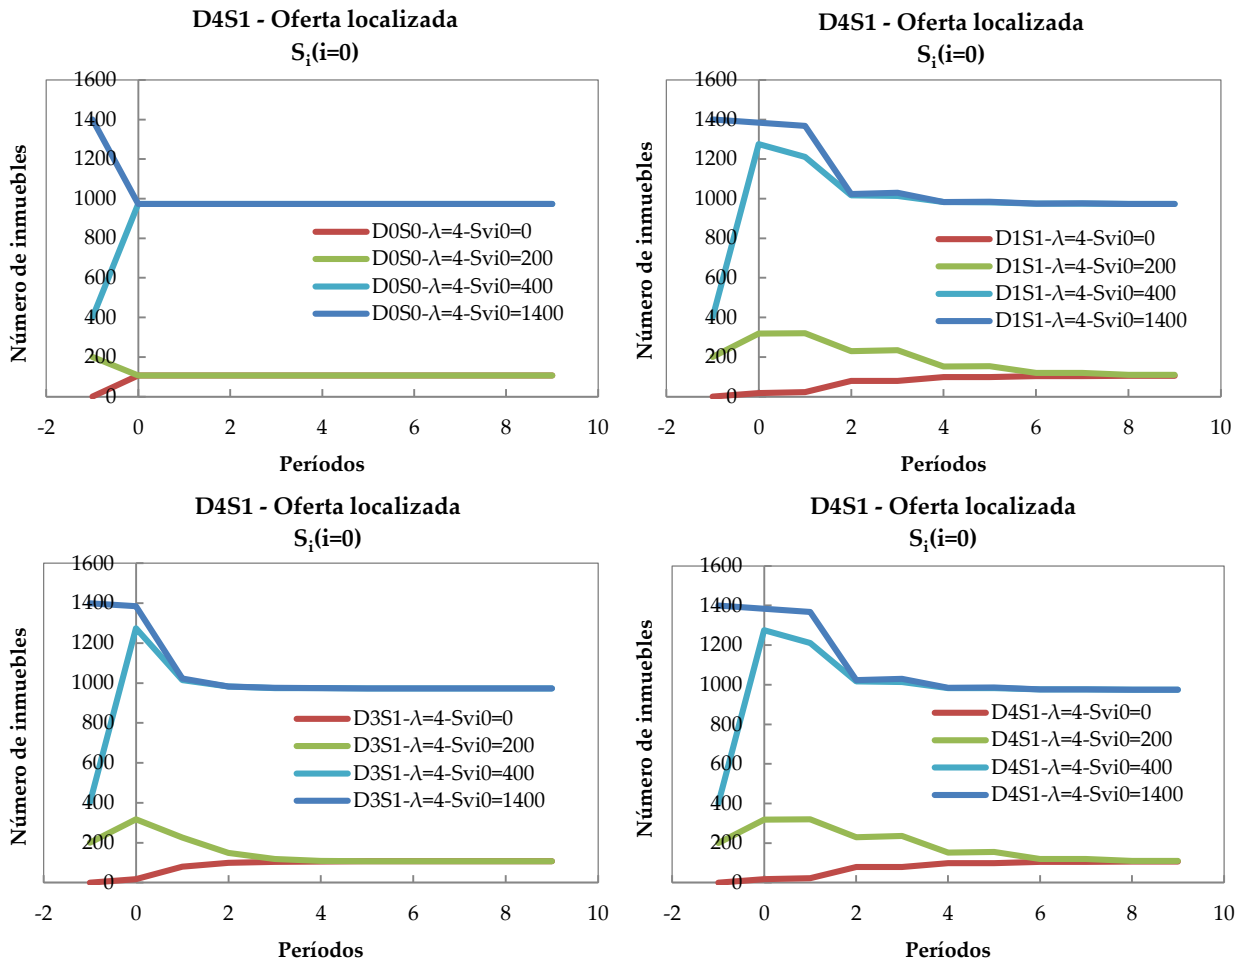 D4S1 - Oferta localizada
Si(i=0)
Número de inmuebles
1600
1400
1200
1000
800
600
400
200
0
-2
0
2
4
6
8
10
Períodos
D0S0-λ=4-Svi0=0
D0S0-λ=4-Svi0=200
D0S0-λ=4-Svi0=400
D0S0-λ=4-Svi0=1400
D4S1 - Oferta localizada
Si(i=0)
Número de inmuebles
1600
1400
1200
1000
800
600
400
200
0
-2
0
2
4
6
8
10
Períodos
D1S1-λ=4-Svi0=0
D1S1-λ=4-Svi0=200
D1S1-λ=4-Svi0=400
D1S1-λ=4-Svi0=1400
D4S1 - Oferta localizada
Si(i=0)
Número de inmuebles
1600
1400
1200
1000
800
600
400
200
0
-2
0
2
4
6
8
10
Períodos
D3S1-λ=4-Svi0=0
D3S1-λ=4-Svi0=200
D3S1-λ=4-Svi0=400
D3S1-λ=4-Svi0=1400
D4S1 - Oferta localizada
Si(i=0)
Número de inmuebles
1600
1400
1200
1000
800
600
400
200
0
-2
0
2
4
6
8
10
Períodos
D4S1-λ=4-Svi0=0
D4S1-λ=4-Svi0=200
D4S1-λ=4-Svi0=400
D4S1-λ=4-Svi0=1400